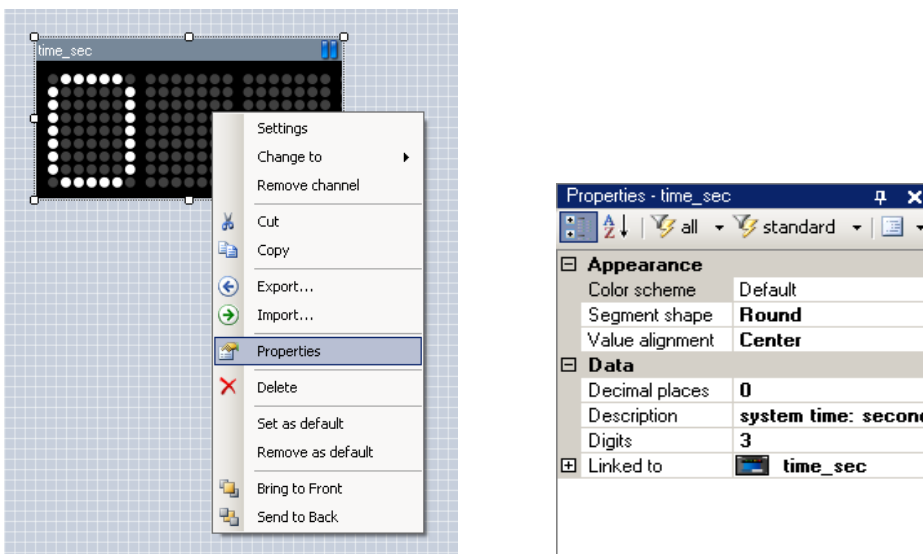 time_sec
Settings
Change to
Remove channel
Cut
Copy
Export...
Import...
Properties
Delete
Set as default
Remove as default
Bring to Front
Send to Back
Properties - time_sec
all standard
Appearance
Color scheme Default
Segment shape Round
Value alignment Center
Data
Decimal places 0
Description system time: second
Digits 3
Linked to time_sec